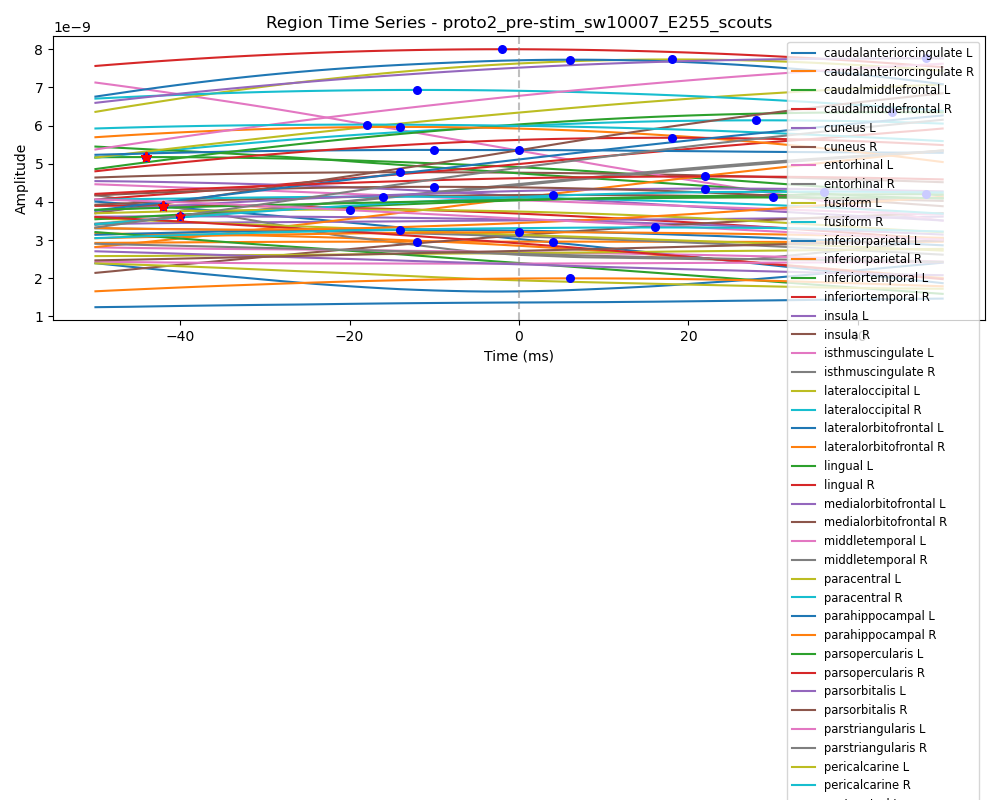 Region Time Series - proto2_pre-stim_sw10007_E255_scouts
1e−9
8
7
6
5
4
3
2
1
Amplitude
−40
−20
0
20
Time (ms)
caudalanteriorcingulate L
caudalanteriorcingulate R
caudalmiddlefrontal L
caudalmiddlefrontal R
cuneus L
cuneus R
entorhinal L
entorhinal R
fusiform L
fusiform R
inferiorparietal L
inferiorparietal R
inferiortemporal L
inferiortemporal R
insula L
insula R
isthmuscingulate L
isthmuscingulate R
lateraloccipital L
lateraloccipital R
lateralorbitofrontal L
lateralorbitofrontal R
lingual L
lingual R
medialorbitofrontal L
medialorbitofrontal R
middletemporal L
middletemporal R
paracentral L
paracentral R
parahippocampal L
parahippocampal R
parsopercularis L
parsopercularis R
parsorbitalis L
parsorbitalis R
parstriangularis L
parstriangularis R
pericalcarine L
pericalcarine R